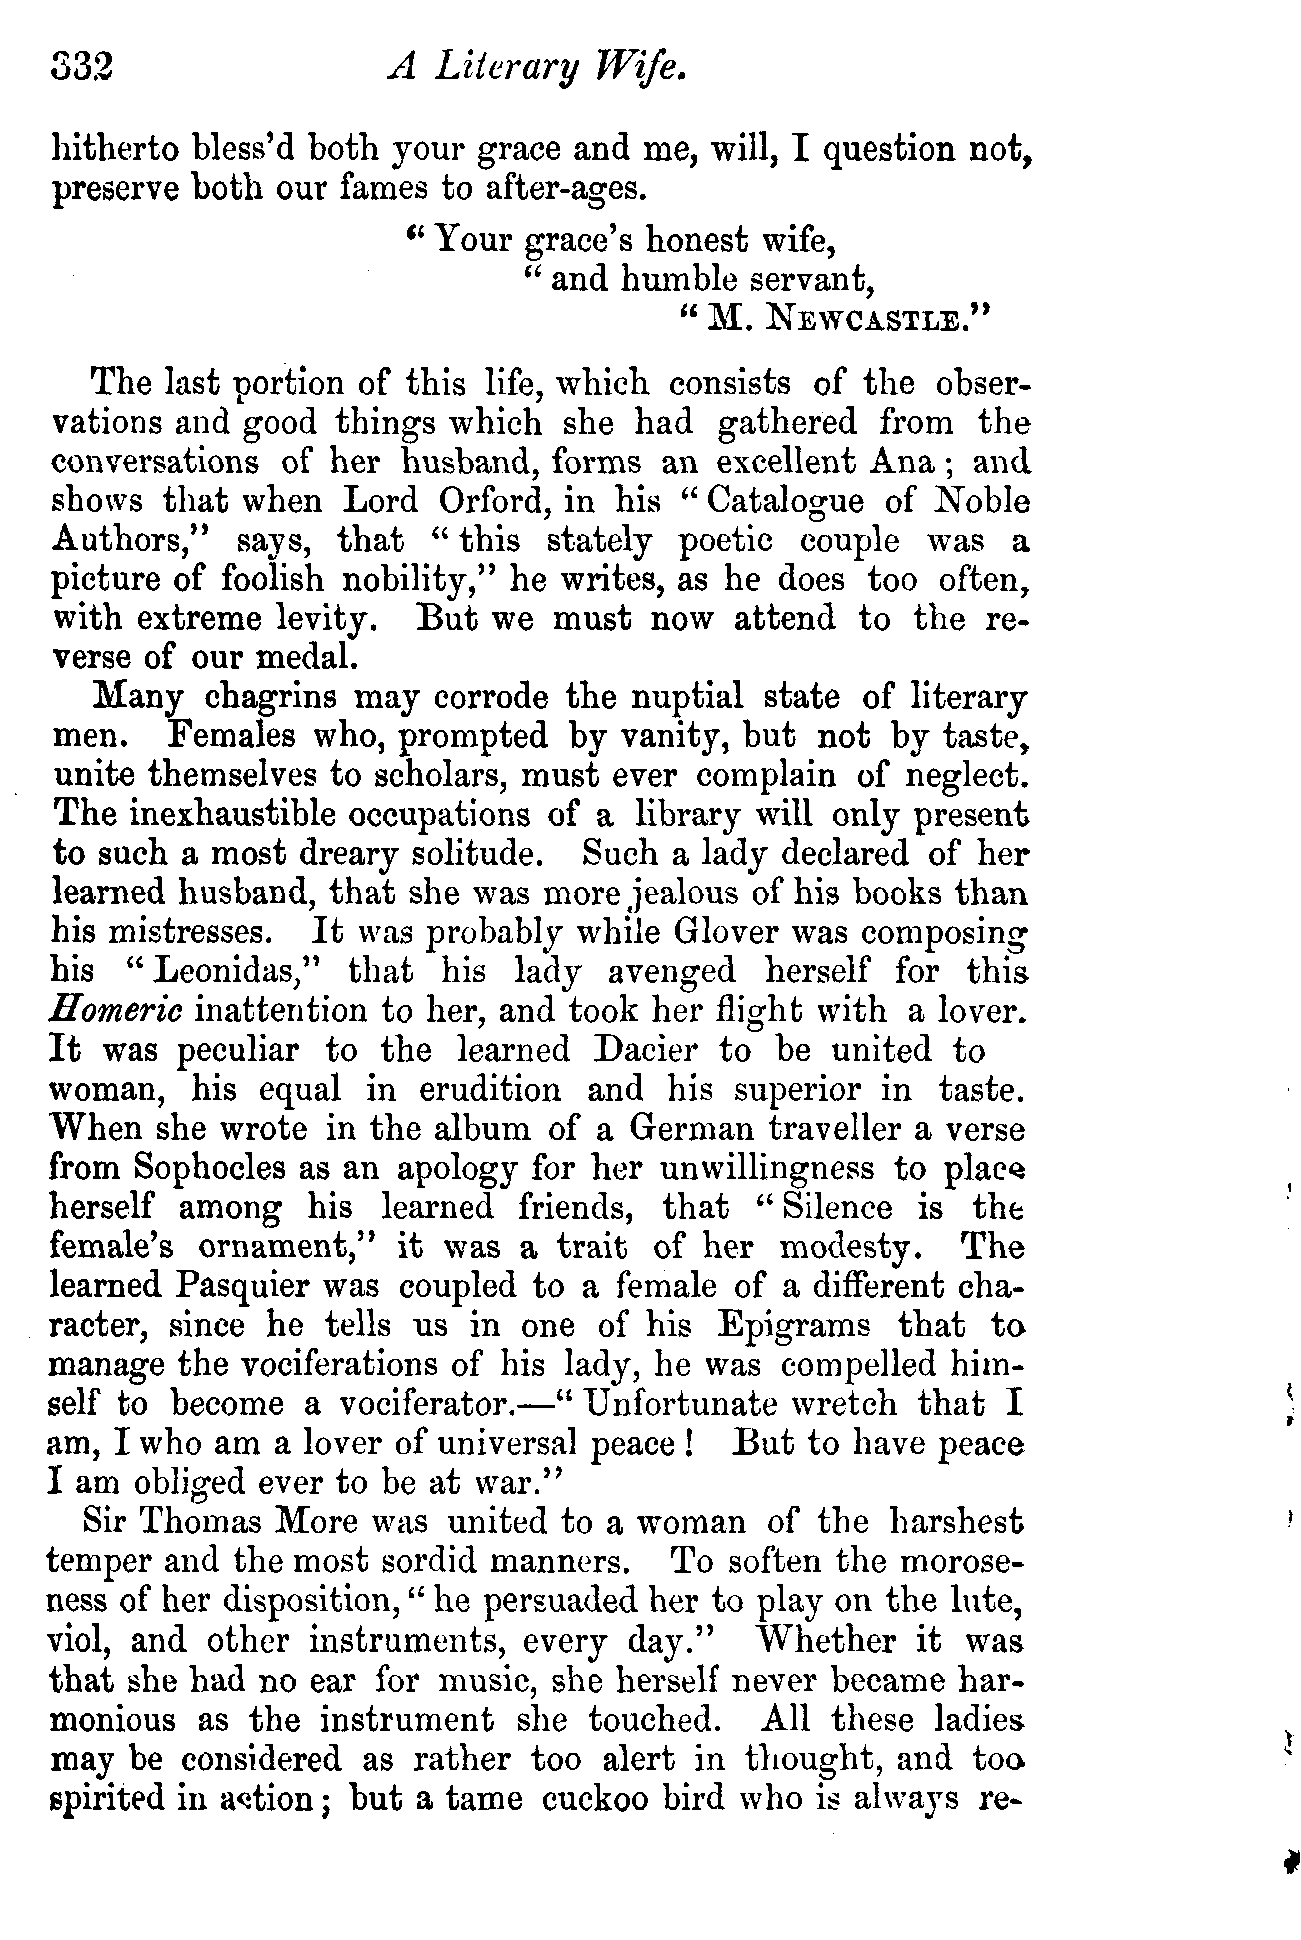 332 A Literary Wife.
hitherto bless'd both your grace and me, will, I question not,
preserve both our fames to after-ages.
“ Your grace's honest wife,
“ and humble servant,
“ M. NEWCASTLE.”
The last portion of this life, which consists of the obser-
vations and good things which she had gathered from the
conversations of her husband, forms an excellent Ana ; and
shows that when Lord Orford, in his “ Catalogue of Noble
Authors,” says, that “ this stately poetic couple was a
picture of foolish nobility,” he writes, as he does too often,
with extreme levity. But we must now attend to the re-
verse of our medal.
Many chagrins may corrode the nuptial state of literary
men. Females who, prompted by vanity, but not by taste,
unite themselves to scholars, must ever complain of neglect.
The inexhaustible occupations of a library will only present
to such a most dreary solitude. Such a lady declared of her
learned husband, that she was more jealous of his books than
his mistresses. It was probably while Glover was composing
his “ Leonidas,” that his lady avenged herself for this
Homeric inattention to her, and took her flight with a lover.
It was peculiar to the learned Dacier to be united to
woman, his equal in erudition and his superior in taste.
When she wrote in the album of a German traveller a verse
from Sophocles as an apology for her unwillingness to place
herself among his learned friends, that “ Silence is the
female's ornament,” it was a trait of her modesty. The
learned Pasquier was coupled to a female of a different cha-
racter, since he tells us in one of his Epigrams that to
manage the vociferations of his lady, he was compelled him-
self to become a vociferator.—“ Unfortunate wretch that I
am, I who am a lover of universal peace ! But to have peace
I am obliged ever to be at war.”
Sir Thomas More was united to a woman of the harshest
temper and the most sordid manners. To soften the morose-
ness of her disposition, “ he persuaded her to play on the lute,
viol, and other instruments, every day.” Whether it was
that she had no ear for music, she herself never became har-
monious as the instrument she touched. All these ladies
may be considered as rather too alert in thought, and too
spirited in action ; but a tame cuckoo bird who is always re-